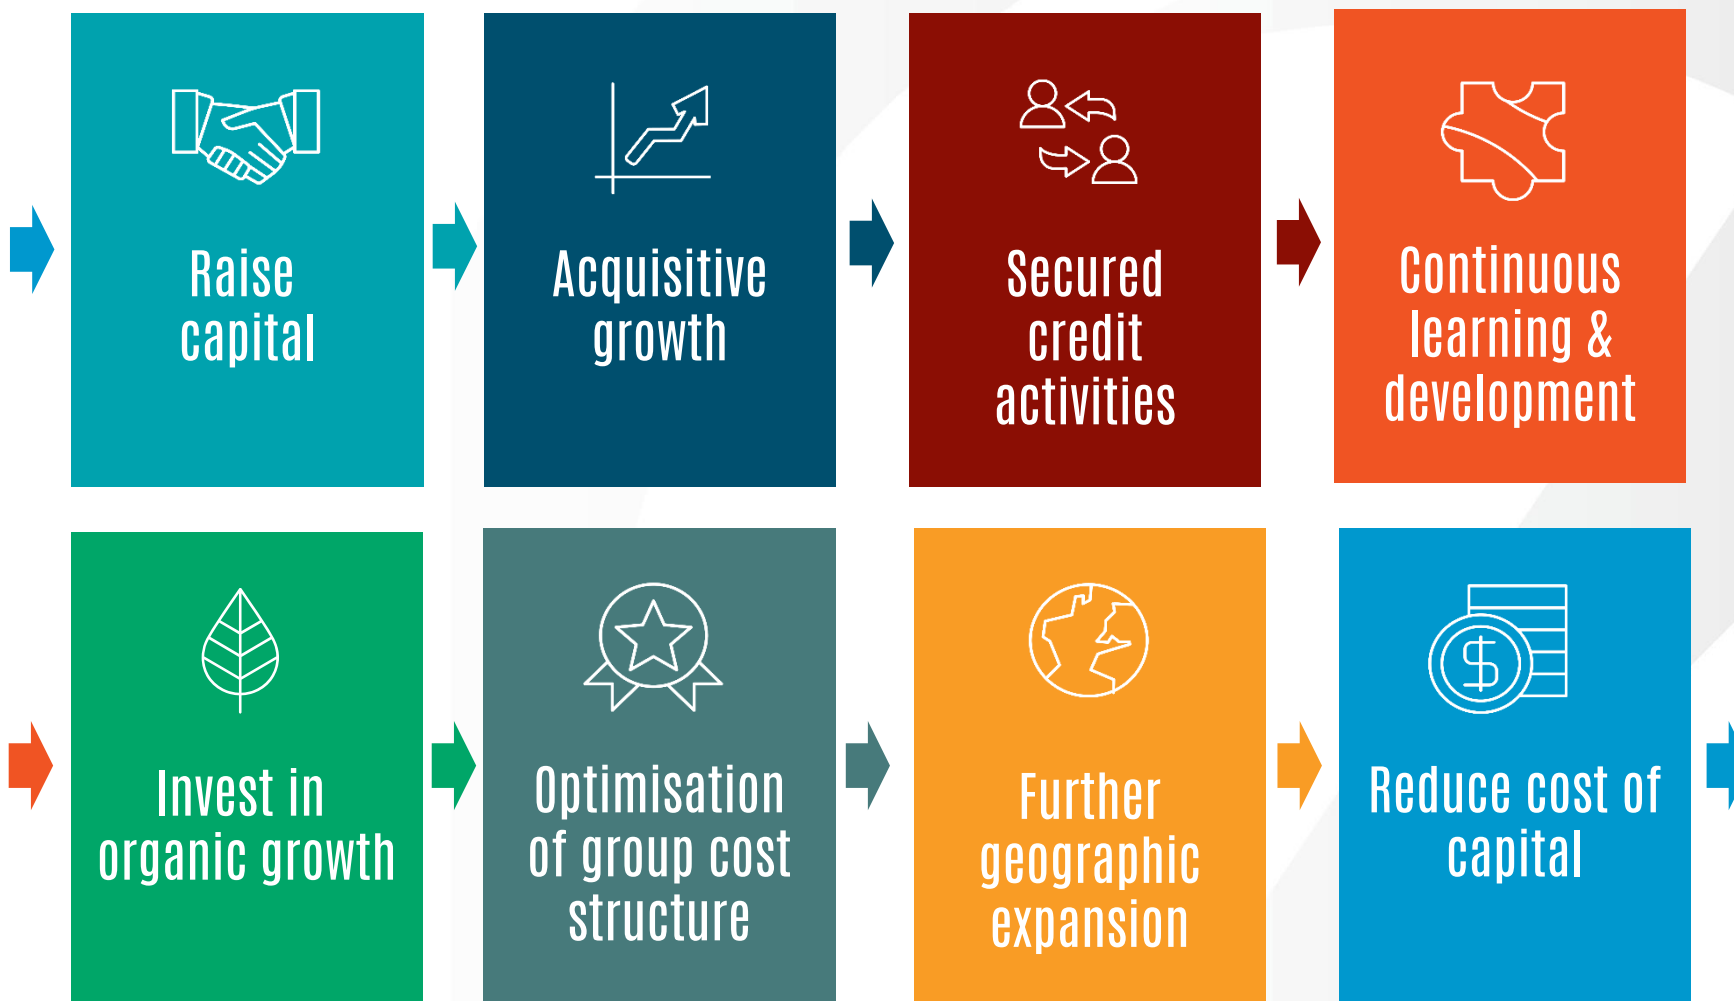 Raise
capital
Acquisitive
growth
Secured
credit
activities
Continuous
learning &
development
Invest in
organic growth
Optimisation
of group cost
structure
Further
geographic
expansion
Reduce cost of
capital
$